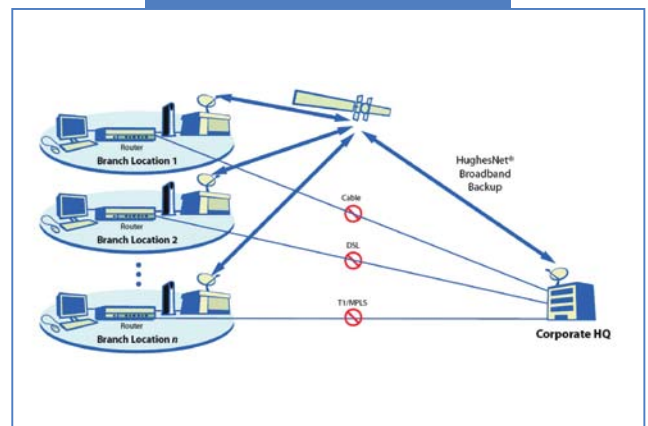 Router
Branch Location 1
HughesNet®
Broadband
Backup
Cable
Router
Branch Location 2
DSL
T1/MPLS
Router
Branch Location n
Corporate HQ